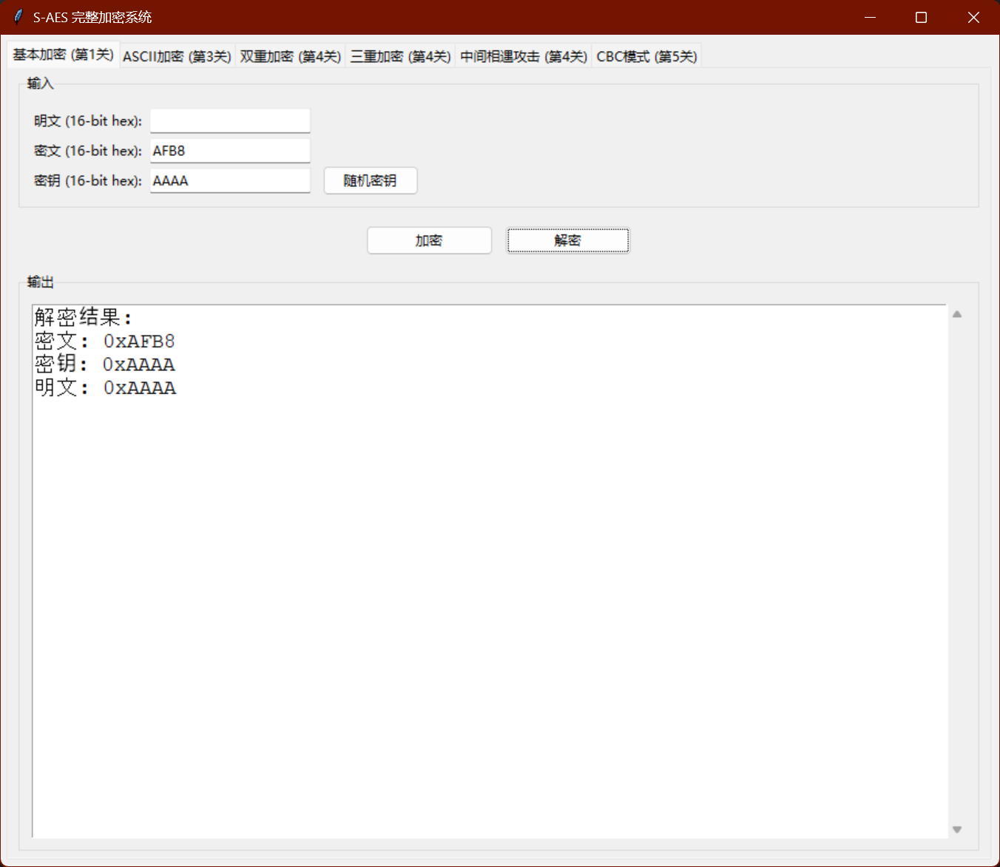 S-AES 完整加密系统
基本加密 (第1关) ASCII加密 (第3关) 双重加密 (第4关) 三重加密 (第4关) 中间相遇攻击 (第4关) CBC模式 (第5关)
输入
明文 (16-bit hex):
密文 (16-bit hex): AFB8
密钥 (16-bit hex): AAAA 随机密钥
加密 解密
输出
解密结果:
密文: 0xAFB8
密钥: 0xAAAA
明文: 0xAAAA